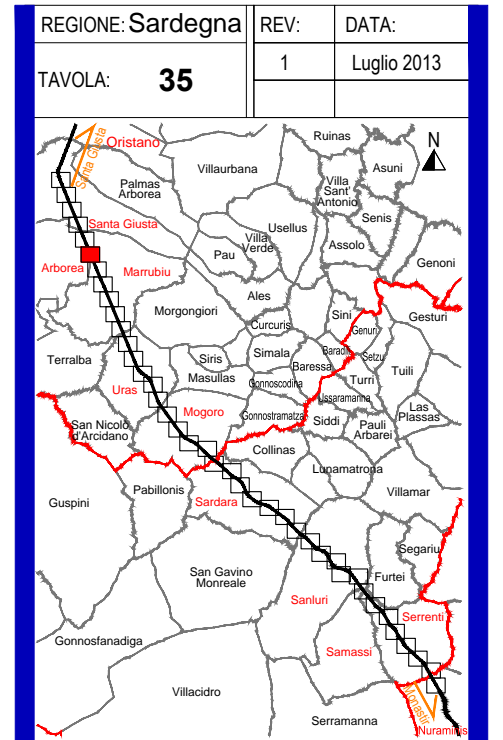 REGIONE: Sardegna
REV:
DATA:
TAVOLA: 35
1
Luglio 2013
N
Santa Giusta
Oristano
Ruinas
Villaurbana
Asuni
Palmas
Arborea
Villa
Sant'
Antonio
Senis
Santa Giusta
Usellus
Villa
Verde
Assolo
Pau
Genoni
Arborea
Marrubiu
Ales
Morgongiori
Curcuris
Sini
Gesturi
Genuri
Terralba
Siris
Simala
Baradili
Setzu
Masullas
Baressa
Tuili
Uras
Gonnoscodina
Turri
Ussaramanna
Mogoro
Gonnostramatza
Siddi
Las
Plassas
San Nicolò
d'Arcidano
Pauli
Arbarei
Collinas
Lunamatrona
Pabillonis
Villamar
Guspini
Sardara
Segariu
San Gavino
Monreale
Furtei
Sanluri
Serrenti
Gonnosfanadiga
Samassi
Villacidro
Monastir
Serramanna
Nuraminis